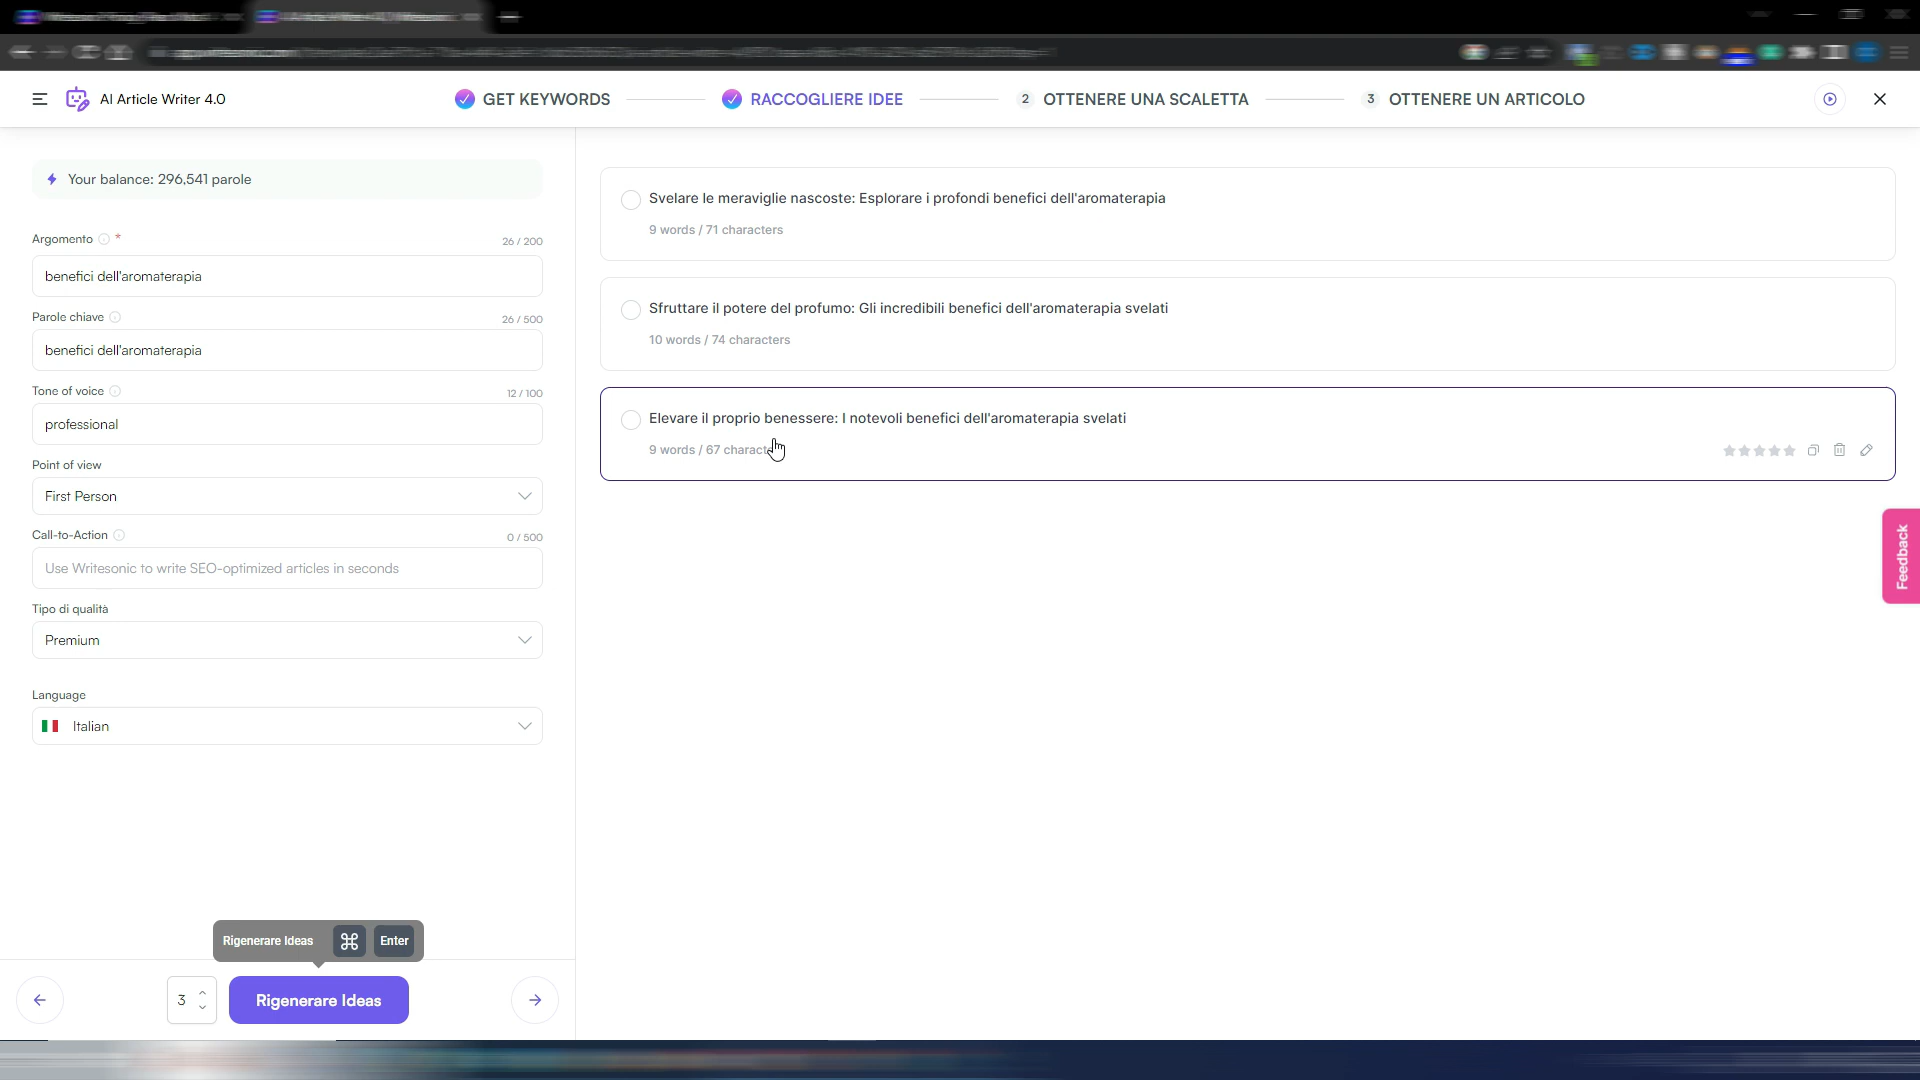 AI Article Writer 4.0
GET KEYWORDS
RACCOGLIERE IDEE
2 OTTENERE UNA SCALETTA
3 OTTENERE UN ARTICOLO
Your balance: 296,541 parole
Argomento *
26 / 200
benefici dell'aromaterapia
Parole chiave
26 / 500
benefici dell'aromaterapia
Tone of voice
12 / 100
professional
Point of view
First Person
Call-to-Action
0 / 500
Use Writesonic to write SEO-optimized articles in seconds
Tipo di qualità
Premium
Language
Italian
Rigenerare Ideas ⌘ Enter
3
Rigenerare Ideas
Svelare le meraviglie nascoste: Esplorare i profondi benefici dell'aromaterapia
9 words / 71 characters
Sfruttare il potere del profumo: Gli incredibili benefici dell'aromaterapia svelati
10 words / 74 characters
Elevare il proprio benessere: I notevoli benefici dell'aromaterapia svelati
9 words / 67 charact
Feedback